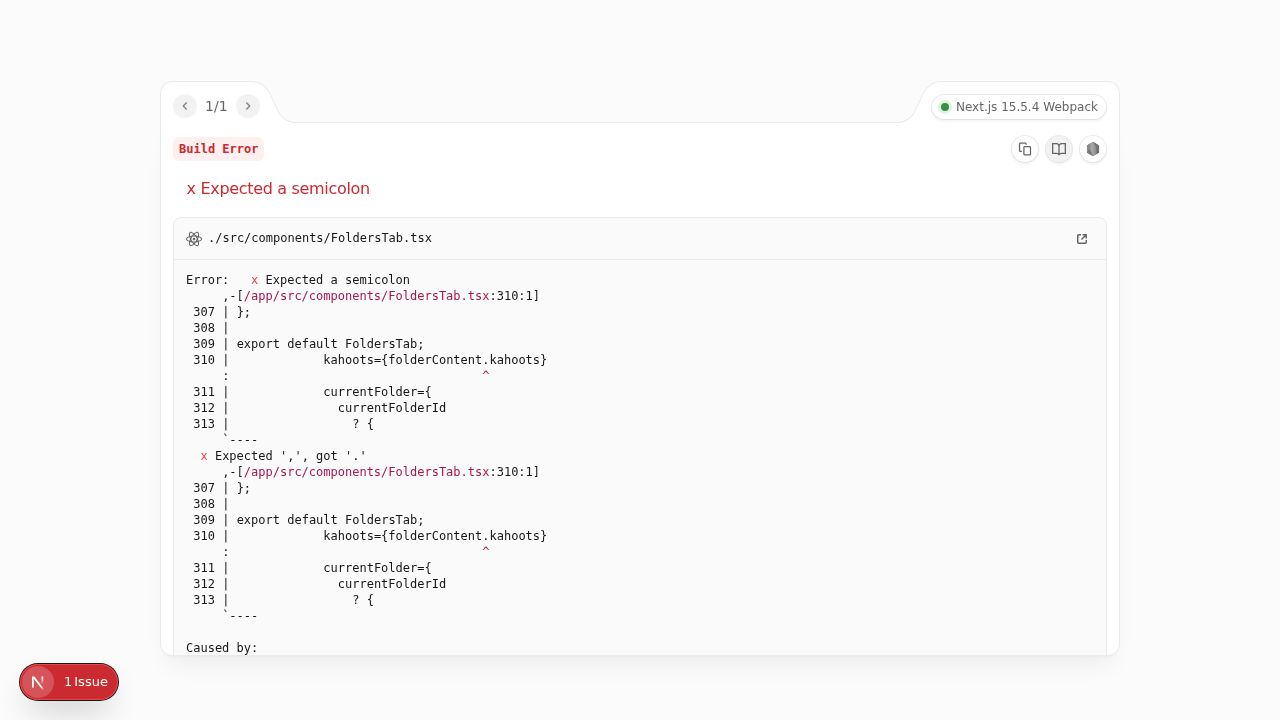 1/1
Next.js 15.5.4 Webpack
Build Error
x Expected a semicolon
./src/components/FoldersTab.tsx
Error:   x Expected a semicolon
     ,-[/app/src/components/FoldersTab.tsx:310:1]
 307 | };
 308 |
 309 | export default FoldersTab;
 310 |             kahoots={folderContent.kahoots}
     :                                   ^
 311 |             currentFolder={
 312 |               currentFolderId
 313 |                 ? {
     `----
  x Expected ',', got '.'
     ,-[/app/src/components/FoldersTab.tsx:310:1]
 307 | };
 308 |
 309 | export default FoldersTab;
 310 |             kahoots={folderContent.kahoots}
     :                                   ^
 311 |             currentFolder={
 312 |               currentFolderId
 313 |                 ? {
     `----
Caused by:
N 1 Issue